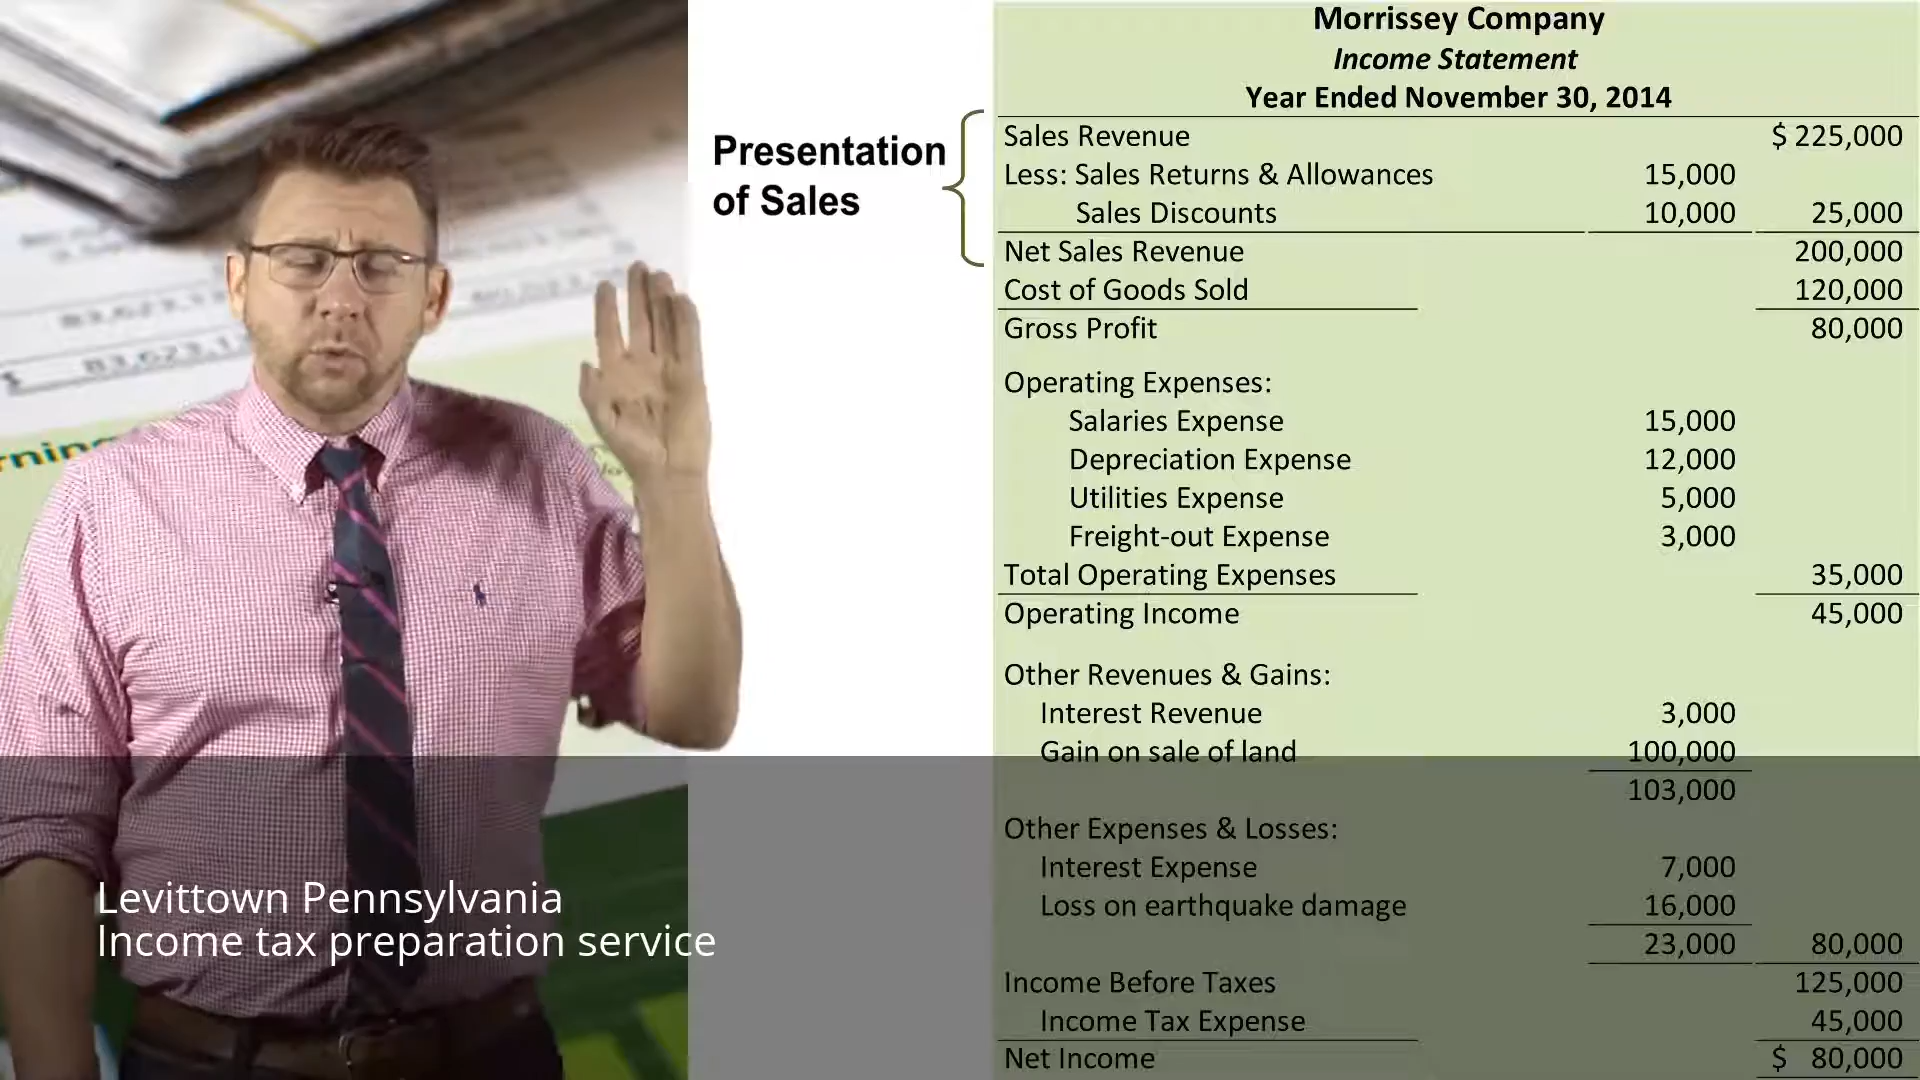 Morrissey Company
Income Statement
Year Ended November 30, 2014
Presentation
of Sales
Sales Revenue $ 225,000
Less: Sales Returns & Allowances 15,000
Sales Discounts 10,000 25,000
Net Sales Revenue 200,000
Cost of Goods Sold 120,000
Gross Profit 80,000
Operating Expenses:
Salaries Expense 15,000
Depreciation Expense 12,000
Utilities Expense 5,000
Freight-out Expense 3,000
Total Operating Expenses 35,000
Operating Income 45,000
Other Revenues & Gains:
Interest Revenue 3,000
Gain on sale of land 100,000
103,000
Other Expenses & Losses:
Interest Expense 7,000
Loss on earthquake damage 16,000
23,000 80,000
Income Before Taxes 125,000
Income Tax Expense 45,000
Net Income $ 80,000
Levittown Pennsylvania
Income tax preparation service